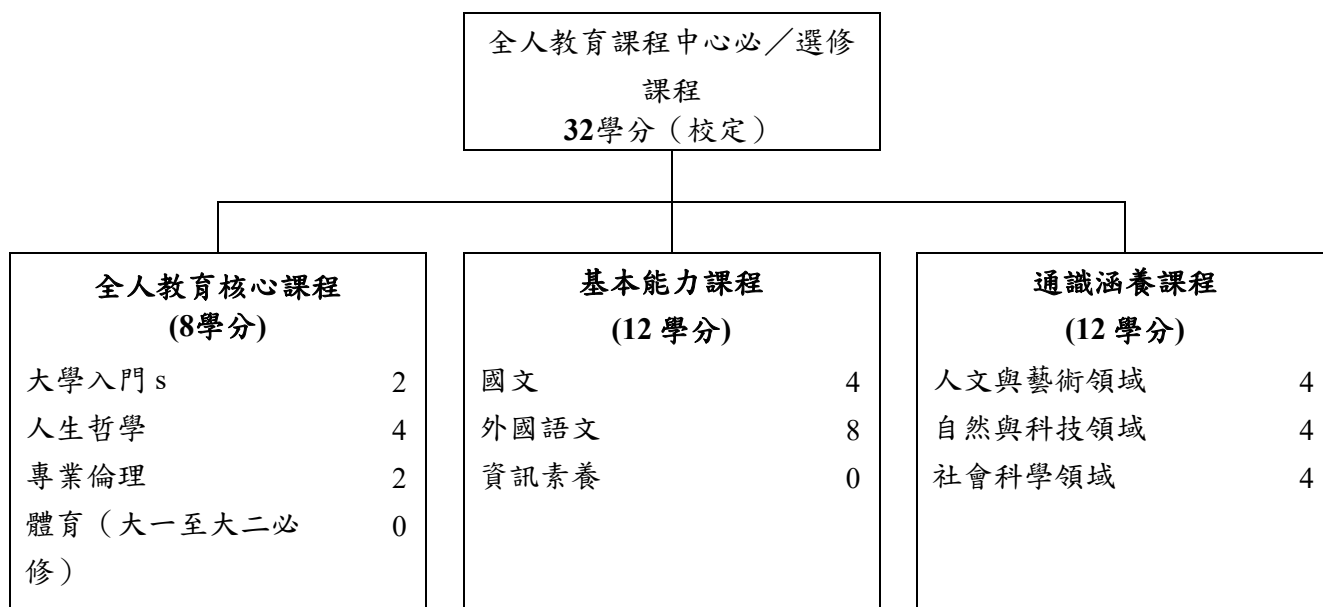 全人教育課程中心必／選修
課程
32學分（校定）
全人教育核心課程
(8學分)
大學入門 s 2
人生哲學 4
專業倫理 2
體育（大一至大二必 0
修）
基本能力課程
(12 學分)
國文 4
外國語文 8
資訊素養 0
通識涵養課程
(12 學分)
人文與藝術領域 4
自然與科技領域 4
社會科學領域 4